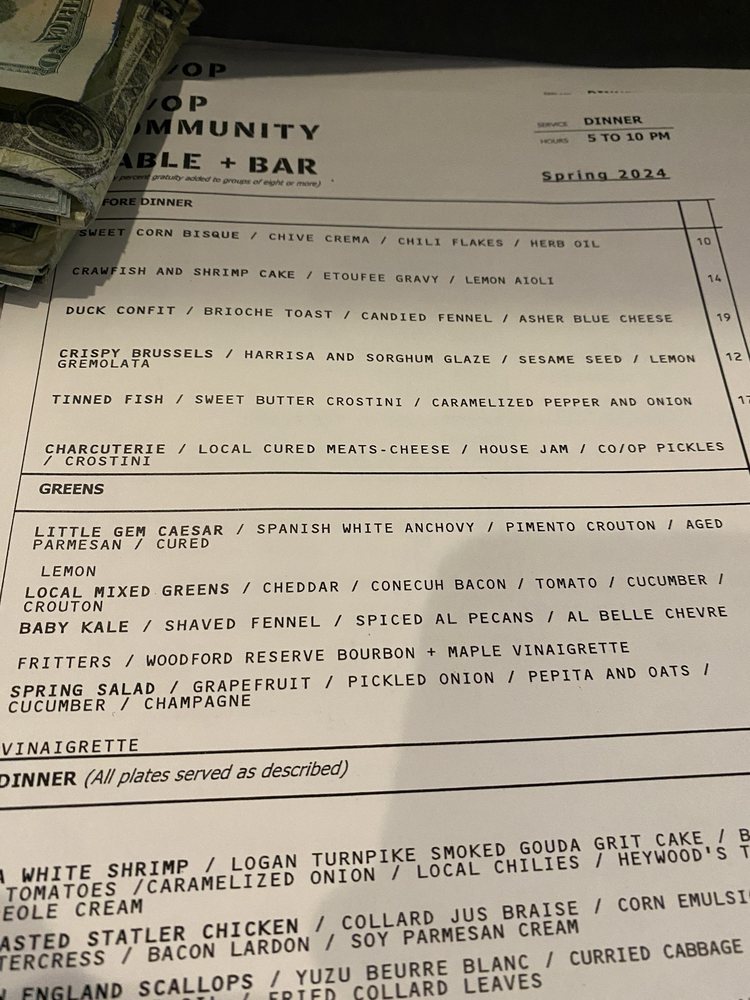 /OP
/OP
OMMUNITY
ABLE + BAR
percent gratuity added to groups of eight or more)
SERVICE DINNER
HOURS 5 TO 10 PM
Spring 2024
FORE DINNER
SWEET CORN BISQUE / CHIVE CREMA / CHILI FLAKES / HERB OIL 10
CRAWFISH AND SHRIMP CAKE / ETOUFEE GRAVY / LEMON AIOLI 14
DUCK CONFIT / BRIOCHE TOAST / CANDIED FENNEL / ASHER BLUE CHEESE 19
CRISPY BRUSSELS / HARRISA AND SORGHUM GLAZE / SESAME SEED / LEMON 12
GREMOLATA
TINNED FISH / SWEET BUTTER CROSTINI / CARAMELIZED PEPPER AND ONION
CHARCUTERIE / LOCAL CURED MEATS-CHEESE / HOUSE JAM / CO/OP PICKLES
/ CROSTINI
GREENS
LITTLE GEM CAESAR / SPANISH WHITE ANCHOVY / PIMENTO CROUTON / AGED
PARMESAN / CURED
LEMON
LOCAL MIXED GREENS / CHEDDAR / CONECUH BACON / TOMATO / CUCUMBER /
CROUTON
BABY KALE / SHAVED FENNEL / SPICED AL PECANS / AL BELLE CHEVRE
FRITTERS / WOODFORD RESERVE BOURBON + MAPLE VINAIGRETTE
SPRING SALAD / GRAPEFRUIT / PICKLED ONION / PEPITA AND OATS /
CUCUMBER / CHAMPAGNE
VINAIGRETTE
DINNER (All plates served as described)
A WHITE SHRIMP / LOGAN TURNPIKE SMOKED GOUDA GRIT CAKE / B
TOMATOES /CARAMELIZED ONION / LOCAL CHILIES / HEYWOOD'S T
EOLE CREAM
ASTED STATLER CHICKEN / COLLARD JUS BRAISE / CORN EMULSI
TERCRESS / BACON LARDON / SOY PARMESAN CREAM
ENGLAND SCALLOPS / YUZU BEURRE BLANC / CURRIED CABBAGE
FRIED COLLARD LEAVES